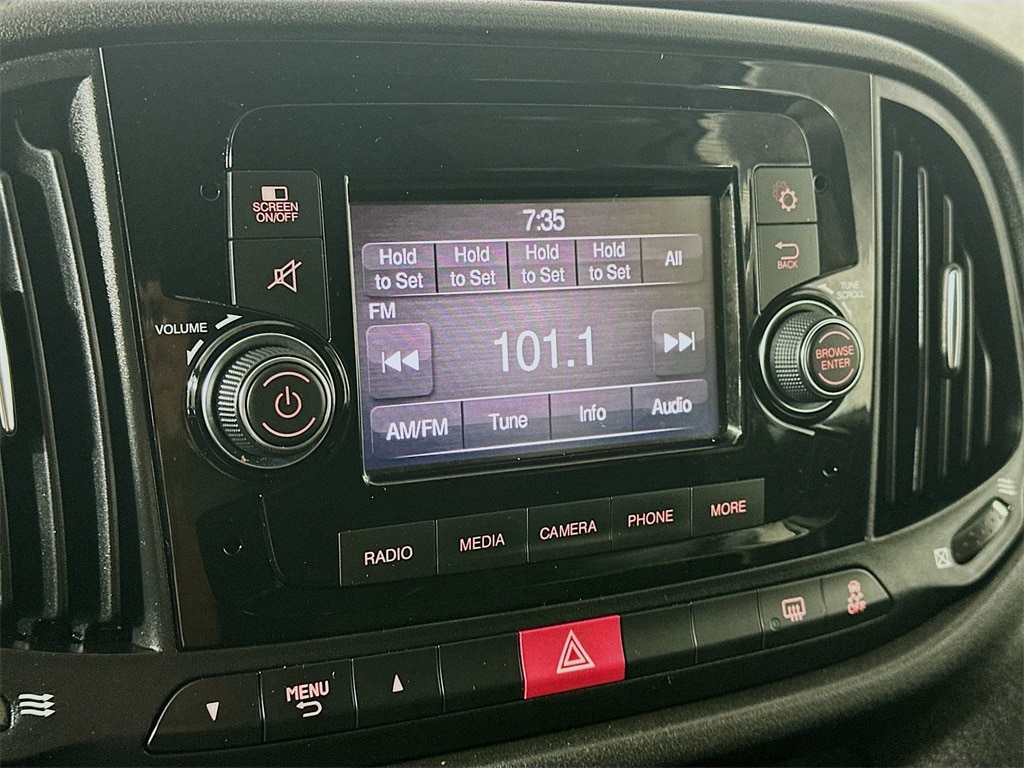 SCREEN
ON/OFF
7:35
Hold
to Set
Hold
to Set
Hold
to Set
Hold
to Set
All
BACK
VOLUME
FM
101.1
TUNE
SCROLL
BROWSE
ENTER
AM/FM
Tune
Info
Audio
RADIO
MEDIA
CAMERA
PHONE
MORE
MENU
OFF